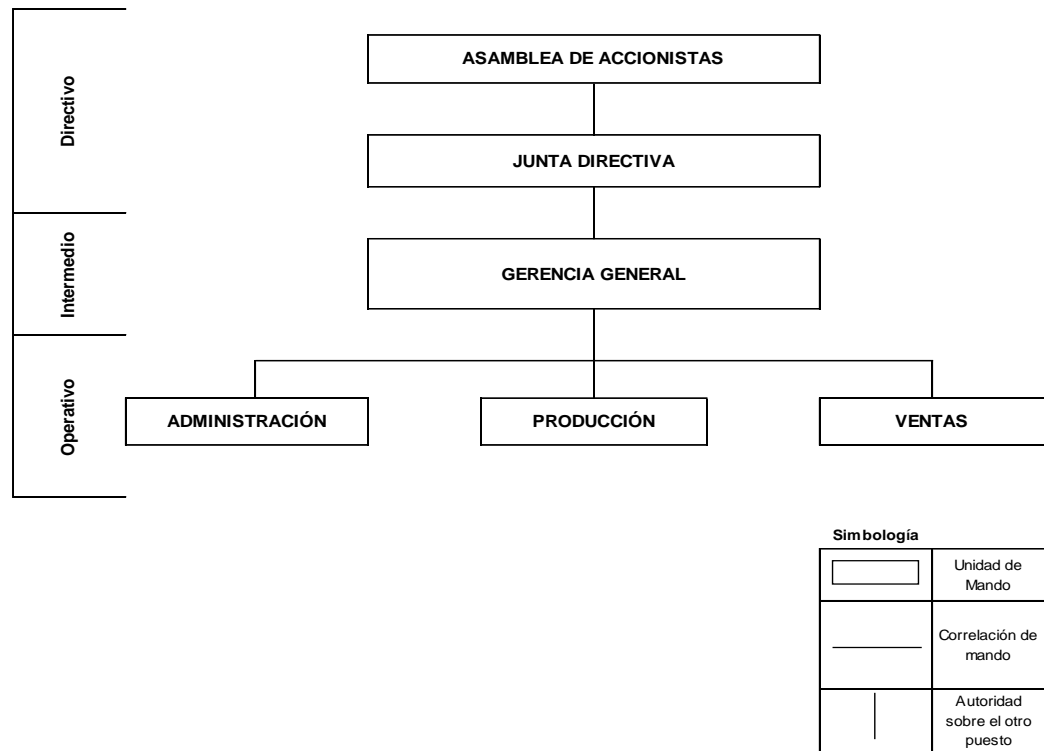 Directivo
ASAMBLEA DE ACCIONISTAS
JUNTA DIRECTIVA
Intermedio
GERENCIA GENERAL
Operativo
ADMINISTRACIÓN
PRODUCCIÓN
VENTAS
Simbología
Unidad de
Mando
Correlación de
mando
Autoridad
sobre el otro
puesto